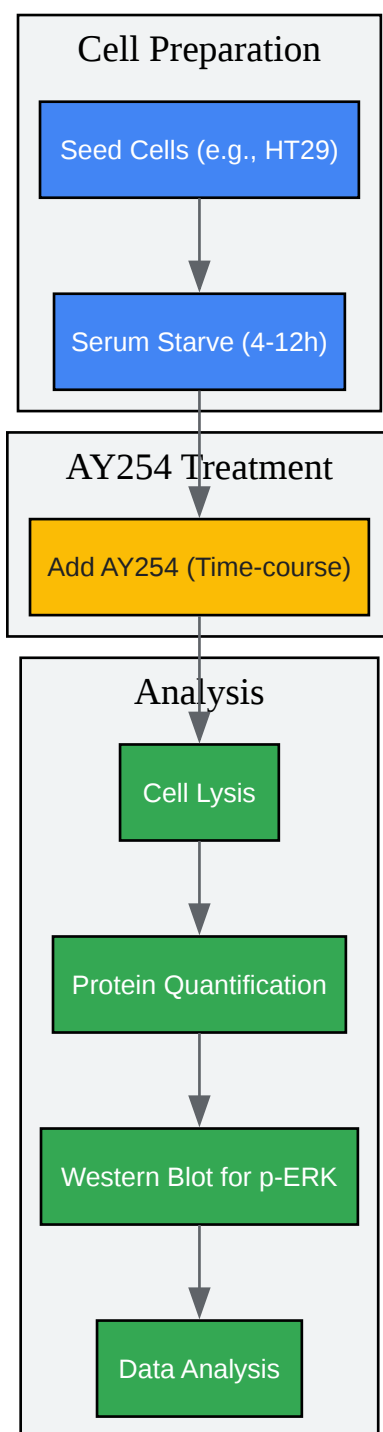 Cell Preparation
Seed Cells (e.g., HT29)
Serum Starve (4-12h)
AY254 Treatment
Add AY254 (Time-course)
Analysis
Cell Lysis
Protein Quantification
Western Blot for p-ERK
Data Analysis